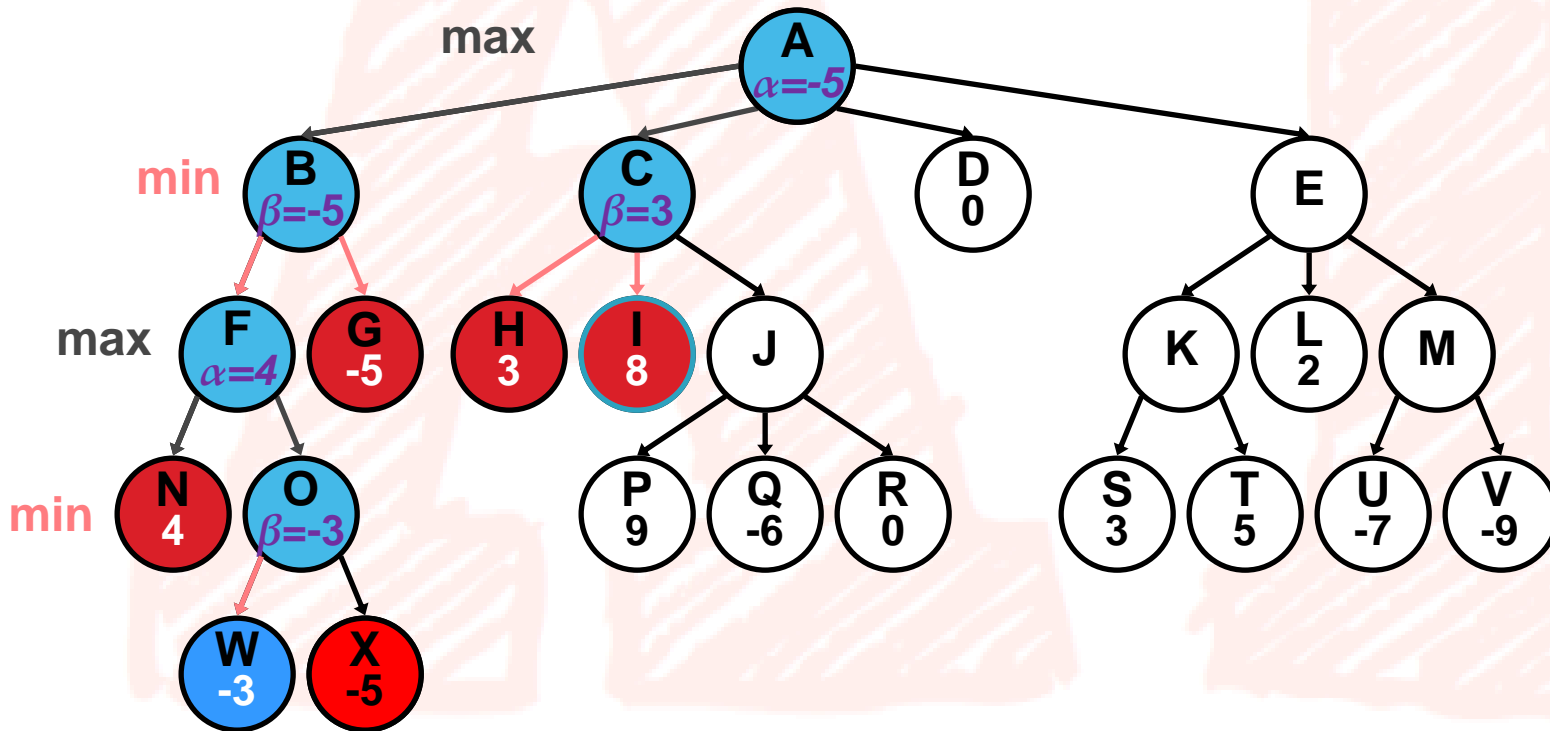 max
A
α=-5
min
B
β=-5
C
β=3
D
0
E
max
F
α=4
G
-5
H
3
I
8
J
K
L
2
M
min
N
4
O
β=-3
P
9
Q
-6
R
0
S
3
T
5
U
-7
V
-9
W
-3
X
-5